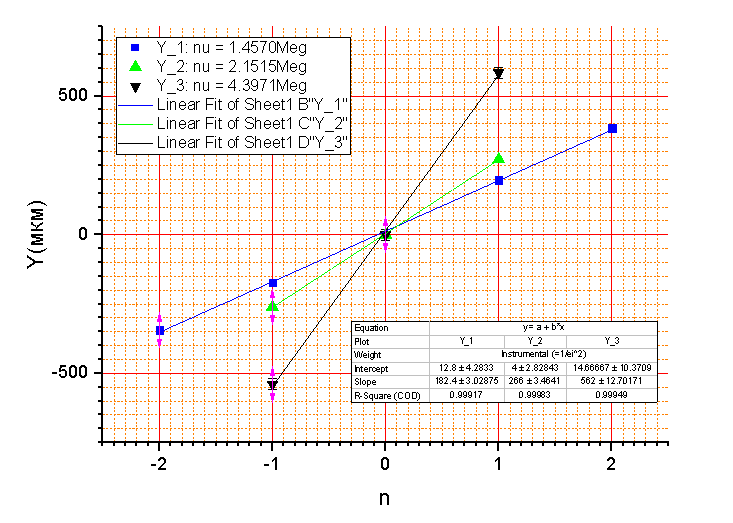 Y_1: nu = 1.4570Meg
Y_2: nu = 2.1515Meg
Y_3: nu = 4.3971Meg
Linear Fit of Sheet1 B"Y_1"
Linear Fit of Sheet1 C"Y_2"
Linear Fit of Sheet1 D"Y_3"
500
0
-500
Y(мкм)
Equation y= a + b*x
Plot Y_1 Y_2 Y_3
Weight Instrumental (=1/ei^2)
Intercept 12.8 ± 4.2833 4 ± 2.82843 14.66667 ± 10.3709
Slope 182.4 ± 3.02875 266 ± 3.4641 562 ± 12.70171
R-Square (COD) 0.99917 0.99983 0.99949
-2 -1 0 1 2
n